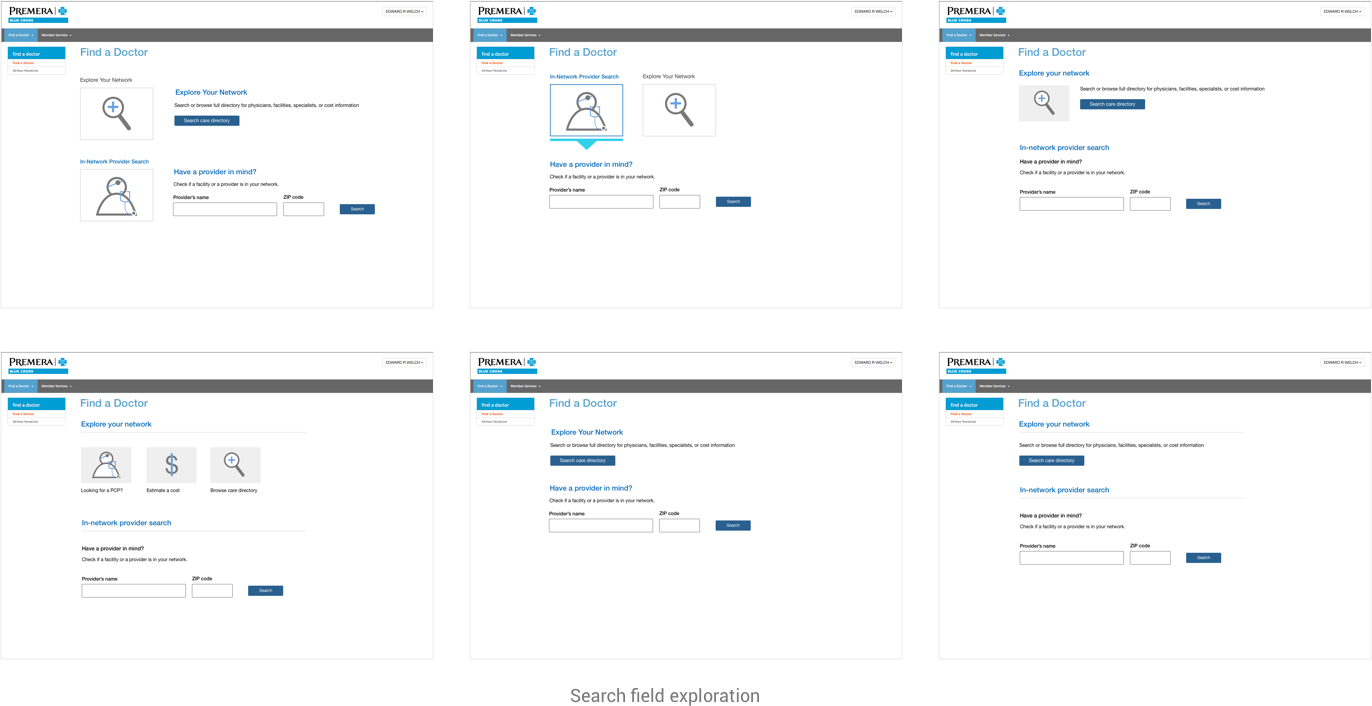 PREMERA
BLUE CROSS
EDWARD R WELCH
Find a Doctor
Member Services
find a doctor
Find a Doctor
24-Hour NurseLine
Find a Doctor
Explore Your Network
Explore Your Network
Search or browse full directory for physicians, facilities, specialists, or cost information
Search care directory
In-Network Provider Search
Have a provider in mind?
Check if a facility or a provider is in your network.
Provider's name
ZIP code
Search
PREMERA
BLUE CROSS
EDWARD R WELCH
Find a Doctor
Member Services
find a doctor
Find a Doctor
24-Hour NurseLine
Find a Doctor
In-Network Provider Search
Explore Your Network
Have a provider in mind?
Check if a facility or a provider is in your network.
Provider's name
ZIP code
Search
PREMERA
BLUE CROSS
EDWARD R WELCH
Find a Doctor
Member Services
find a doctor
Find a Doctor
24-Hour NurseLine
Find a Doctor
Explore your network
Search or browse full directory for physicians, facilities, specialists, or cost information
Search care directory
In-network provider search
Have a provider in mind?
Check if a facility or a provider is in your network.
Provider's name
ZIP code
Search
PREMERA
BLUE CROSS
EDWARD R WELCH
Find a Doctor
Member Services
find a doctor
Find a Doctor
24-Hour NurseLine
Find a Doctor
Explore your network
$
Looking for a PCP?
Estimate a cost
Browse care directory
In-network provider search
Have a provider in mind?
Check if a facility or a provider is in your network.
Provider's name
ZIP code
Search
PREMERA
BLUE CROSS
EDWARD R WELCH
Find a Doctor
Member Services
find a doctor
Find a Doctor
24-Hour NurseLine
Find a Doctor
Explore Your Network
Search or browse full directory for physicians, facilities, specialists, or cost information
Search care directory
Have a provider in mind?
Check if a facility or a provider is in your network.
Provider's name
ZIP code
Search
PREMERA
BLUE CROSS
EDWARD R WELCH
Find a Doctor
Member Services
find a doctor
Find a Doctor
24-Hour NurseLine
Find a Doctor
Explore your network
Search or browse full directory for physicians, facilities, specialists, or cost information
Search care directory
In-network provider search
Have a provider in mind?
Check if a facility or a provider is in your network.
Provider's name
ZIP code
Search
Search field exploration